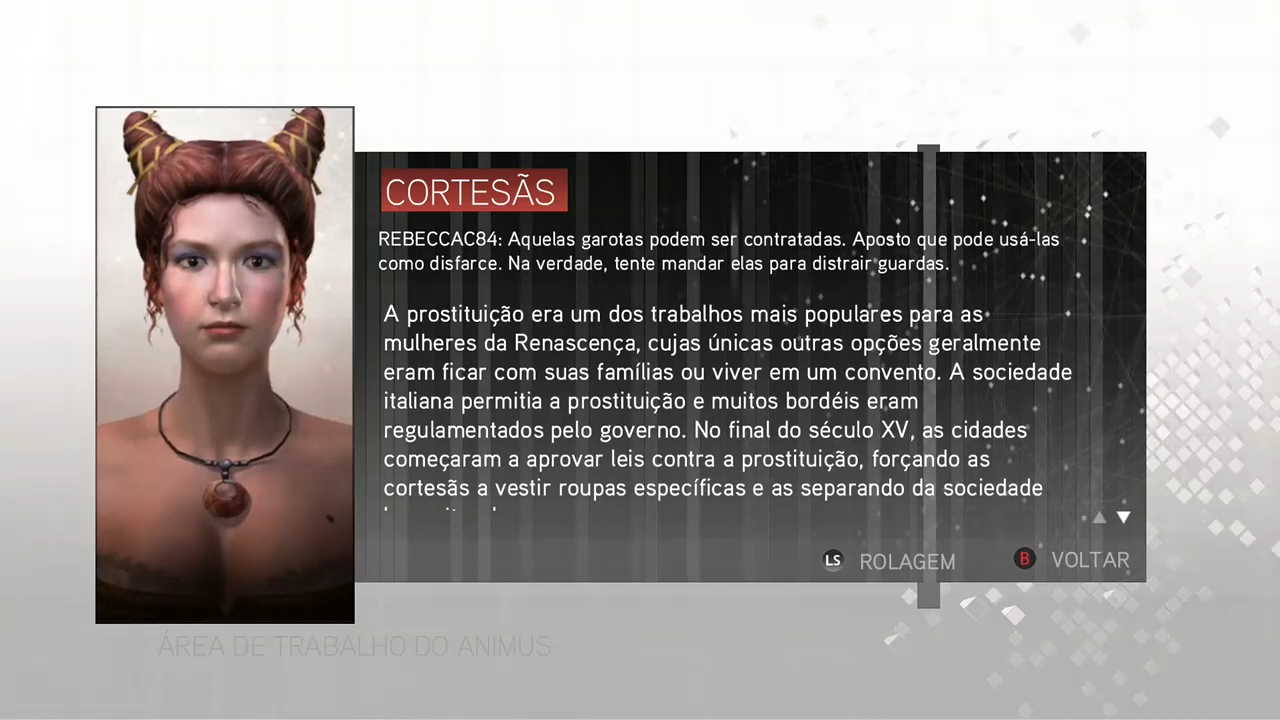 CORTESÃS
REBECCAC84: Aquelas garotas podem ser contratadas. Aposto que pode usá-las
como disfarce. Na verdade, tente mandar elas para distrair guardas.
A prostituição era um dos trabalhos mais populares para as
mulheres da Renascença, cujas únicas outras opções geralmente
eram ficar com suas famílias ou viver em um convento. A sociedade
italiana permitia a prostituição e muitos bordéis eram
regulamentados pelo governo. No final do século XV, as cidades
começaram a aprovar leis contra a prostituição, forçando as
cortesãs a vestir roupas específicas e as separando da sociedade
LS ROLAGEM B VOLTAR
ÁREA DE TRABALHO DO ANIMUS